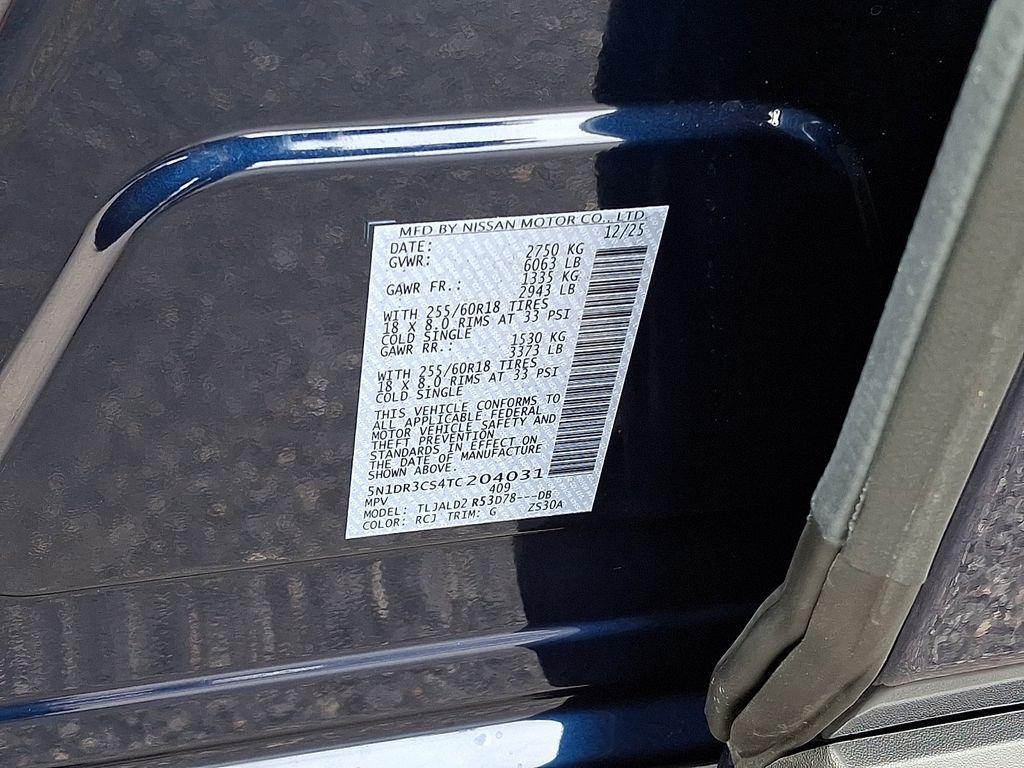 MFD BY NISSAN MOTOR CO., LTD.
DATE: 12/25
GVWR: 2750 KG
6063 LB
GAWR FR.: 1335 KG
2943 LB
WITH 255/60R18 TIRES
18 X 8.0 RIMS AT 33 PSI
COLD SINGLE
GAWR RR.: 1530 KG
3373 LB
WITH 255/60R18 TIRES
18 X 8.0 RIMS AT 33 PSI
COLD SINGLE
THIS VEHICLE CONFORMS TO
ALL APPLICABLE FEDERAL
MOTOR VEHICLE SAFETY AND
THEFT PREVENTION
STANDARDS IN EFFECT ON
THE DATE OF MANUFACTURE
SHOWN ABOVE.
5N1DR3CS4TC204031
MPV 409
MODEL: TLJALD2 R53D78---DB
COLOR: RCJ TRIM: G ZS30A